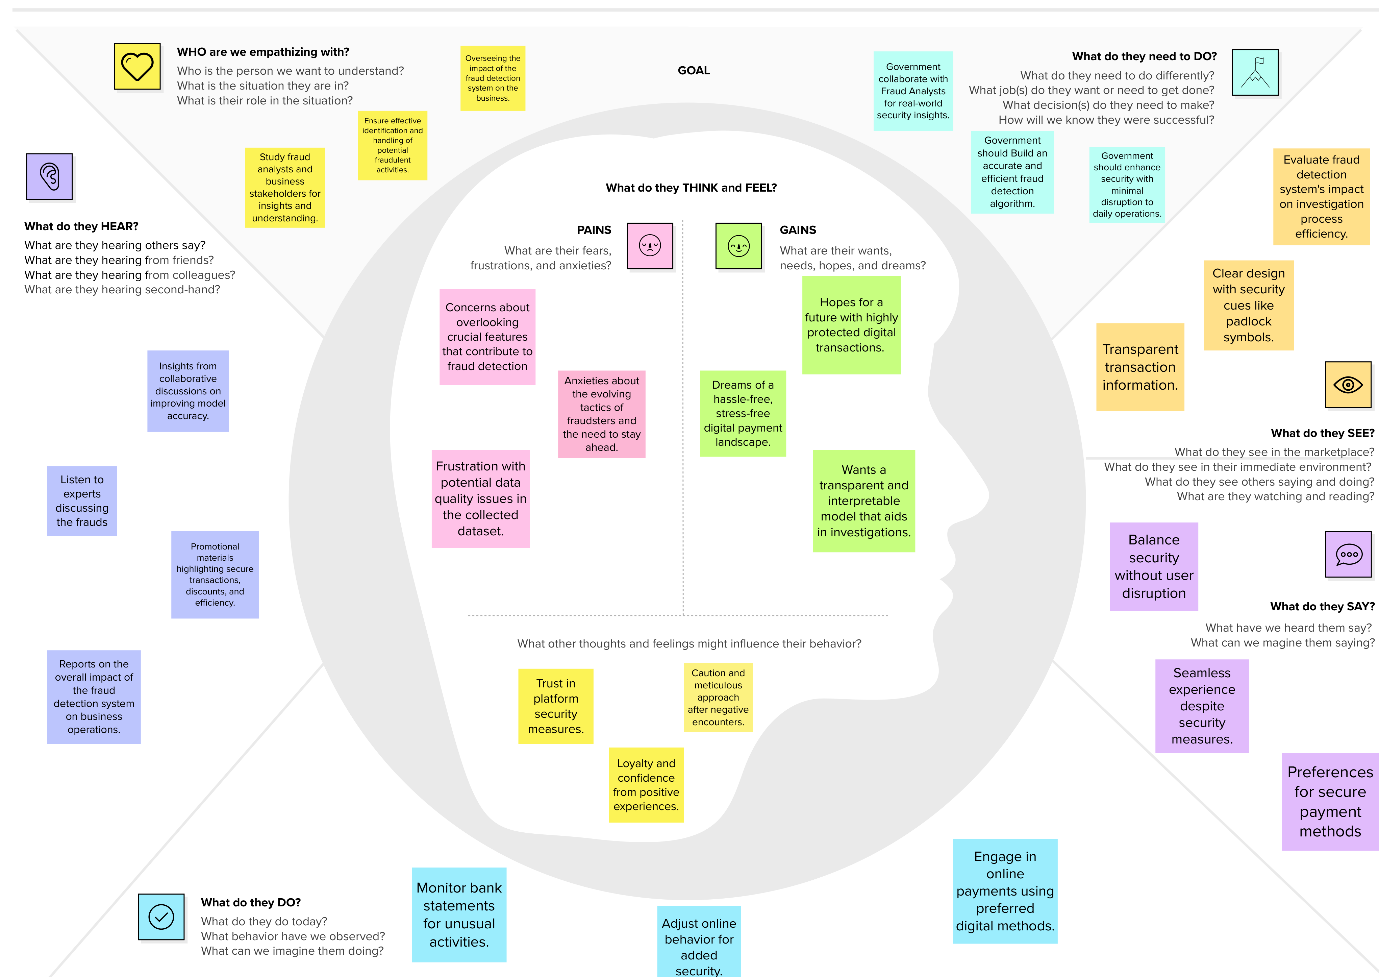 WHO are we empathizing with?
Who is the person we want to understand?
What is the situation they are in?
What is their role in the situation?
Overseeing the
impact of the
fraud detection
system on the
business.
Ensure effective
identification and
handling of
potential
fraudulent
activities.
Study fraud
analysts and
business
stakeholders for
insights and
understanding.
GOAL
What do they need to DO?
What do they need to do differently?
What job(s) do they want or need to get done?
What decision(s) do they need to make?
How will we know they were successful?
Government
collaborate with
Fraud Analysts
for real-world
security insights.
Government
should Build an
accurate and
efficient fraud
detection
algorithm.
Government
should enhance
security with
minimal
disruption to
daily operations.
What do they HEAR?
What are they hearing others say?
What are they hearing from friends?
What are they hearing from colleagues?
What are they hearing second-hand?
Insights from
collaborative
discussions on
improving model
accuracy.
Listen to
experts
discussing
the frauds
Promotional
materials
highlighting secure
transactions,
discounts, and
efficiency.
Reports on the
overall impact of
the fraud
detection system
on business
operations.
What do they THINK and FEEL?
PAINS
What are their fears,
frustrations, and anxieties?
Concerns about
overlooking
crucial features
that contribute to
fraud detection
Anxieties about
the evolving
tactics of
fraudsters and
the need to stay
ahead.
Frustration with
potential data
quality issues in
the collected
dataset.
GAINS
What are their wants,
needs, hopes, and dreams?
Hopes for a
future with highly
protected digital
transactions.
Dreams of a
hassle-free,
stress-free
digital payment
landscape.
Wants a
transparent and
interpretable
model that aids
in investigations.
What other thoughts and feelings might influence their behavior?
Trust in
platform
security
measures.
Caution and
meticulous
approach
after negative
encounters.
Loyalty and
confidence
from positive
experiences.
Evaluate fraud
detection
system's impact
on investigation
process
efficiency.
Clear design
with security
cues like
padlock
symbols.
Transparent
transaction
information.
What do they SEE?
What do they see in the marketplace?
What do they see in their immediate environment?
What do they see others saying and doing?
What are they watching and reading?
Balance
security
without user
disruption
What do they SAY?
What have we heard them say?
What can we magine them saying?
Seamless
experience
despite
security
measures.
Preferences
for secure
payment
methods
What do they DO?
What do they do today?
What behavior have we observed?
What can we imagine them doing?
Monitor bank
statements
for unusual
activities.
Adjust online
behavior for
added
security.
Engage in
online
payments using
preferred
digital methods.